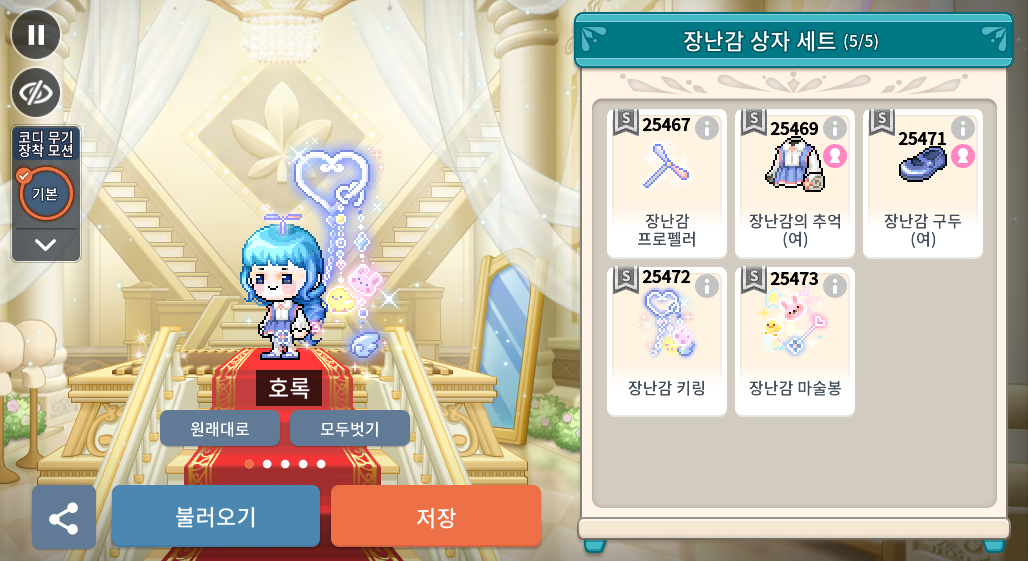 코디 무기
장착 모션
기본
호록
원래대로
모두벗기
불러오기
저장
장난감 상자 세트 (5/5)
S 25467
장난감
프로펠러
S 25469
장난감의 추억
(여)
S 25471
장난감 구두
(여)
S 25472
장난감 키링
S 25473
장난감 마술봉